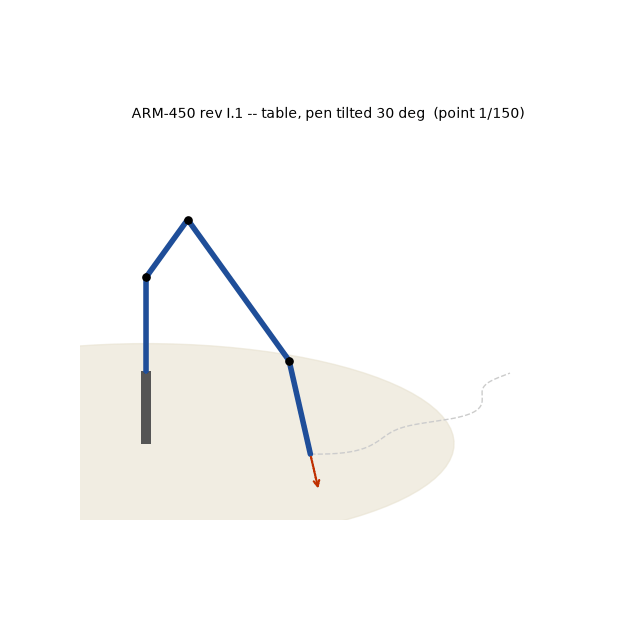 ARM-450 rev I.1 -- table, pen tilted 30 deg  (point 1/150)